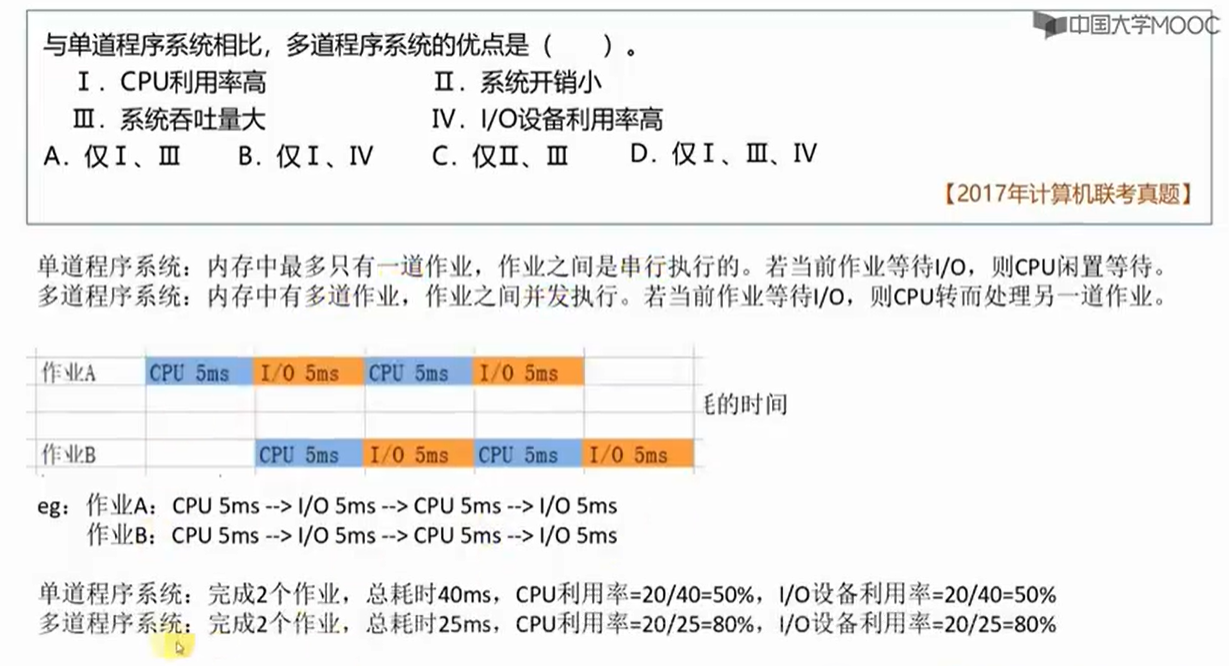 中国大学MOOC
与单道程序系统相比，多道程序系统的优点是（　　）。
Ⅰ．CPU利用率高　　Ⅱ．系统开销小
Ⅲ．系统吞吐量大　　Ⅳ．I/O设备利用率高
A．仅Ⅰ、Ⅲ　　B．仅Ⅰ、Ⅳ　　C．仅Ⅱ、Ⅲ　　D．仅Ⅰ、Ⅲ、Ⅳ
【2017年计算机联考真题】
单道程序系统：内存中最多只有一道作业，作业之间是串行执行的。若当前作业等待I/O，则CPU闲置等待。
多道程序系统：内存中有多道作业，作业之间并发执行。若当前作业等待I/O，则CPU转而处理另一道作业。
作业A　CPU 5ms　I/O 5ms　CPU 5ms　I/O 5ms
的时间
作业B　CPU 5ms　I/O 5ms　CPU 5ms　I/O 5ms
eg：作业A：CPU 5ms --> I/O 5ms --> CPU 5ms --> I/O 5ms
作业B：CPU 5ms --> I/O 5ms --> CPU 5ms --> I/O 5ms
单道程序系统：完成2个作业，总耗时40ms，CPU利用率=20/40=50%，I/O设备利用率=20/40=50%
多道程序系统：完成2个作业，总耗时25ms，CPU利用率=20/25=80%，I/O设备利用率=20/25=80%